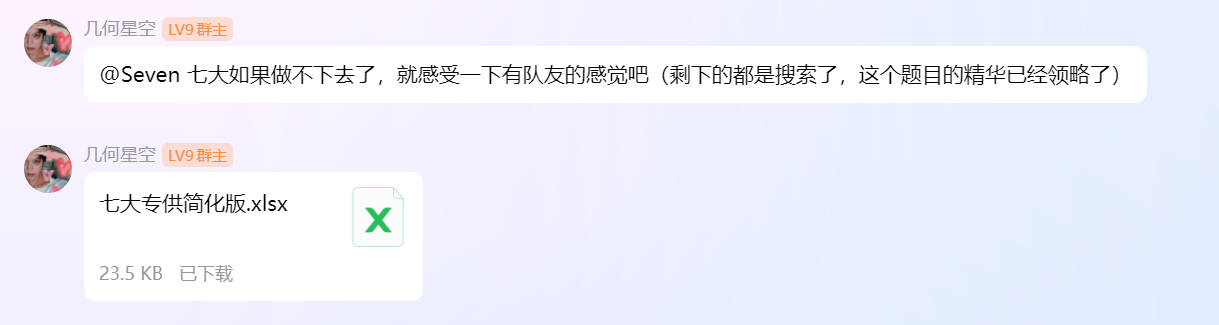 几何星空 LV9 群主
@Seven 七大如果做不下去了，就感受一下有队友的感觉吧（剩下的都是搜索了，这个题目的精华已经领略了）
几何星空 LV9 群主
七大专供简化版.xlsx
X
23.5 KB 已下载